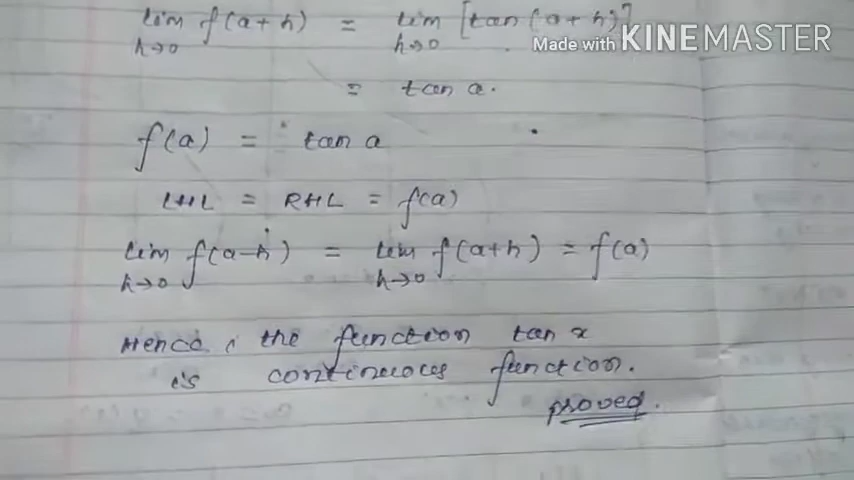 lim f(a+h) = lim [tan(a+h)]
h→0 h→0
Made with KINEMASTER
= tan a.
f(a) = tan a
LHL = RHL = f(a)
lim f(a-h) = lim f(a+h) = f(a)
h→0 h→0
Hence, the function tan x
is continuous function.
proved.